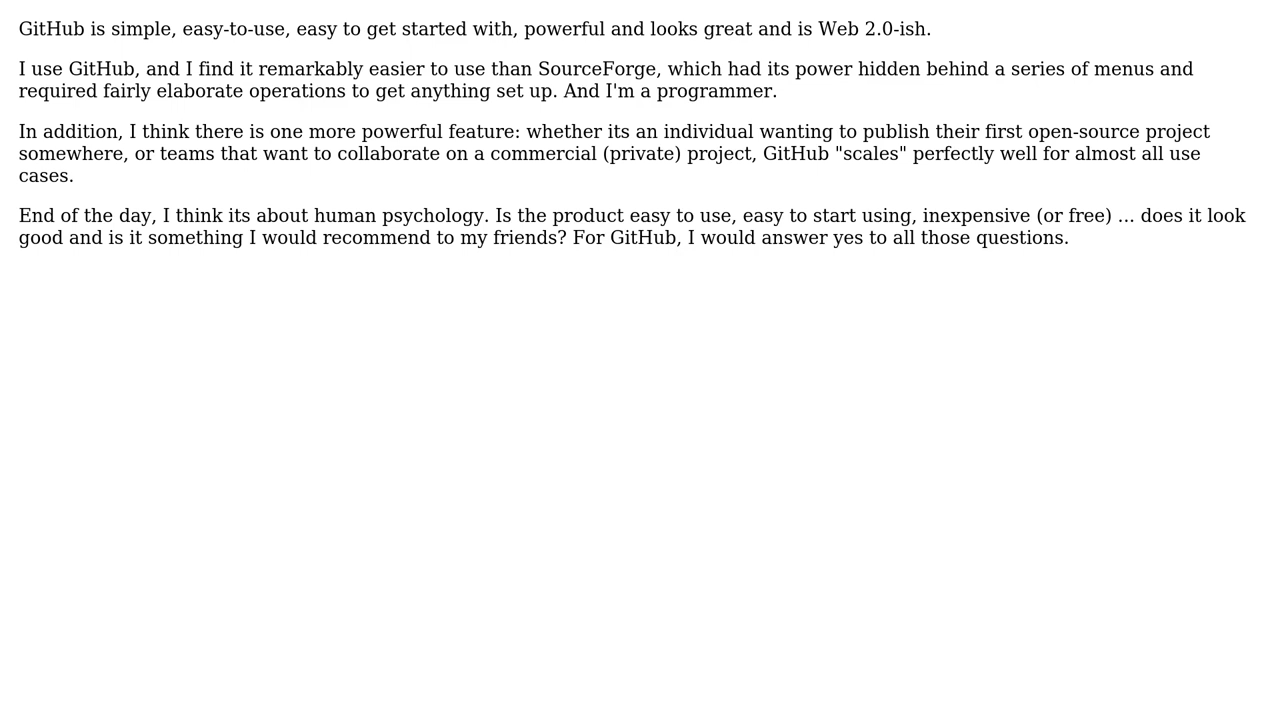 GitHub is simple, easy-to-use, easy to get started with, powerful and looks great and is Web 2.0-ish.
I use GitHub, and I find it remarkably easier to use than SourceForge, which had its power hidden behind a series of menus and
required fairly elaborate operations to get anything set up. And I'm a programmer.
In addition, I think there is one more powerful feature: whether its an individual wanting to publish their first open-source project
somewhere, or teams that want to collaborate on a commercial (private) project, GitHub "scales" perfectly well for almost all use
cases.
End of the day, I think its about human psychology. Is the product easy to use, easy to start using, inexpensive (or free) ... does it look
good and is it something I would recommend to my friends? For GitHub, I would answer yes to all those questions.